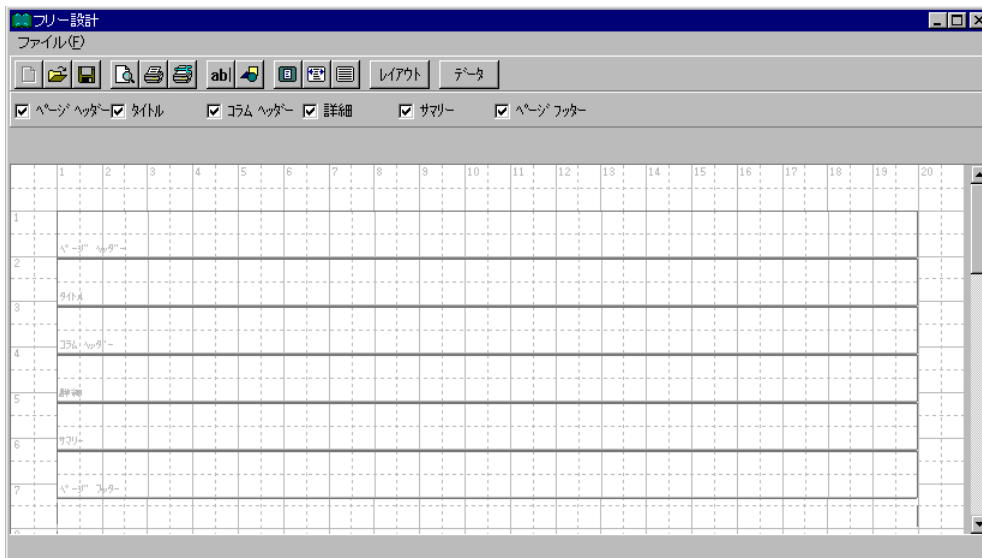 フリー設計
ファイル(F)
ab| レイアウト データ
ページヘッダー タイトル コラム ヘッダー 詳細 サマリー ページフッター
1 2 3 4 5 6 7 8 9 10 11 12 13 14 15 16 17 18 19 20
1
ページ ヘッダー
2
タイトル
3
コラム ヘッダー
4
詳細
5
サマリー
6
ページ フッター
7